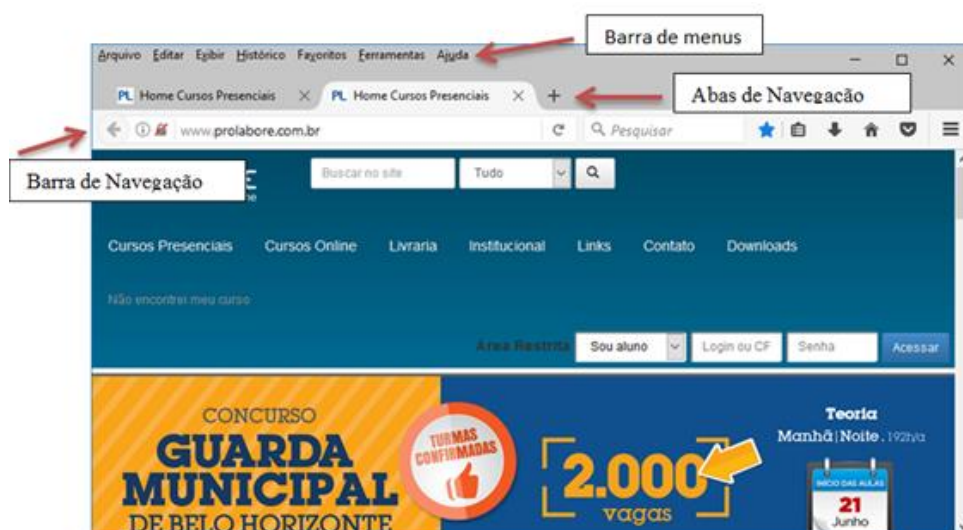 Barra de menus
Arquivo Editar Exibir Histórico Favoritos Ferramentas Ajuda
PL Home Cursos Presenciais
PL Home Cursos Presenciais
Abas de Navegação
www.prolabore.com.br
Pesquisar
Barra de Navegação
Buscar no site
Tudo
Cursos Presenciais Cursos Online Livraria Institucional Links Contato Downloads
Não encontrei meu curso
Área Restrita Sou aluno Login ou CF Senha Acessar
CONCURSO
GUARDA
MUNICIPAL
DE BELO HORIZONTE
TURMAS
CONFIRMADAS
2.000
vagas
Teoria
Manhã | Noite . 192h/a
INÍCIO DAS AULAS
21
Junho